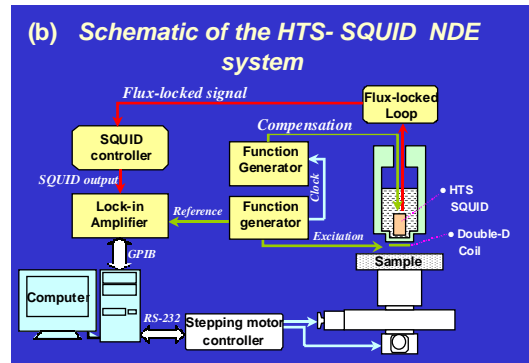 (b) Schematic of the HTS- SQUID NDE
system
Flux-locked signal
Flux-locked
Loop
Compensation
SQUID
controller
Function
Generator
SQUID output
Clock
HTS
SQUID
Lock-in
Amplifier
Reference
Function
generator
Excitation
Double-D
Coil
GPIB
Sample
Computer
RS-232
Stepping motor
controller